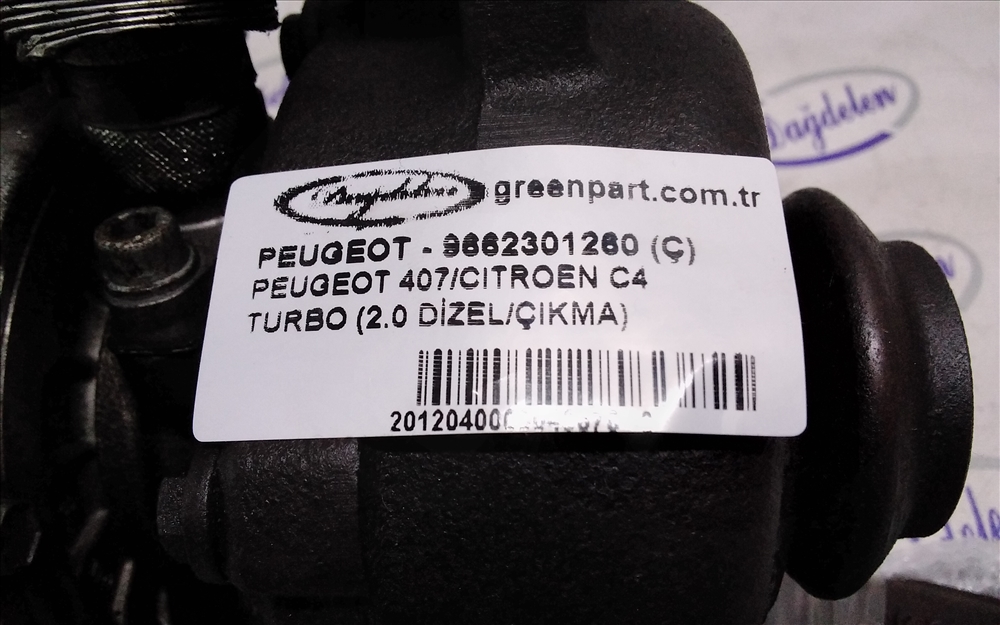 Dağdelen
greenpart.com.tr
PEUGEOT - 9662301260 (Ç)
PEUGEOT 407/CITROEN C4
TURBO (2.0 DİZEL/ÇIKMA)